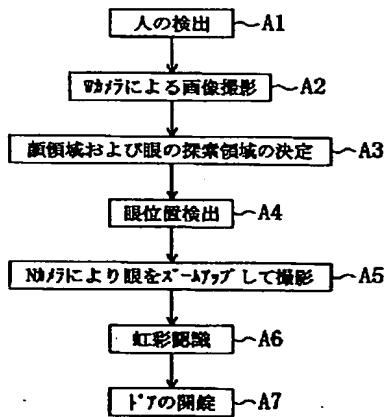 人の検出 A1
Wカメラによる画像撮影 A2
顔領域および眼の探索領域の決定 A3
眼位置検出 A4
Nカメラにより眼をズームアップして撮影 A5
虹彩認識 A6
ドアの開錠 A7